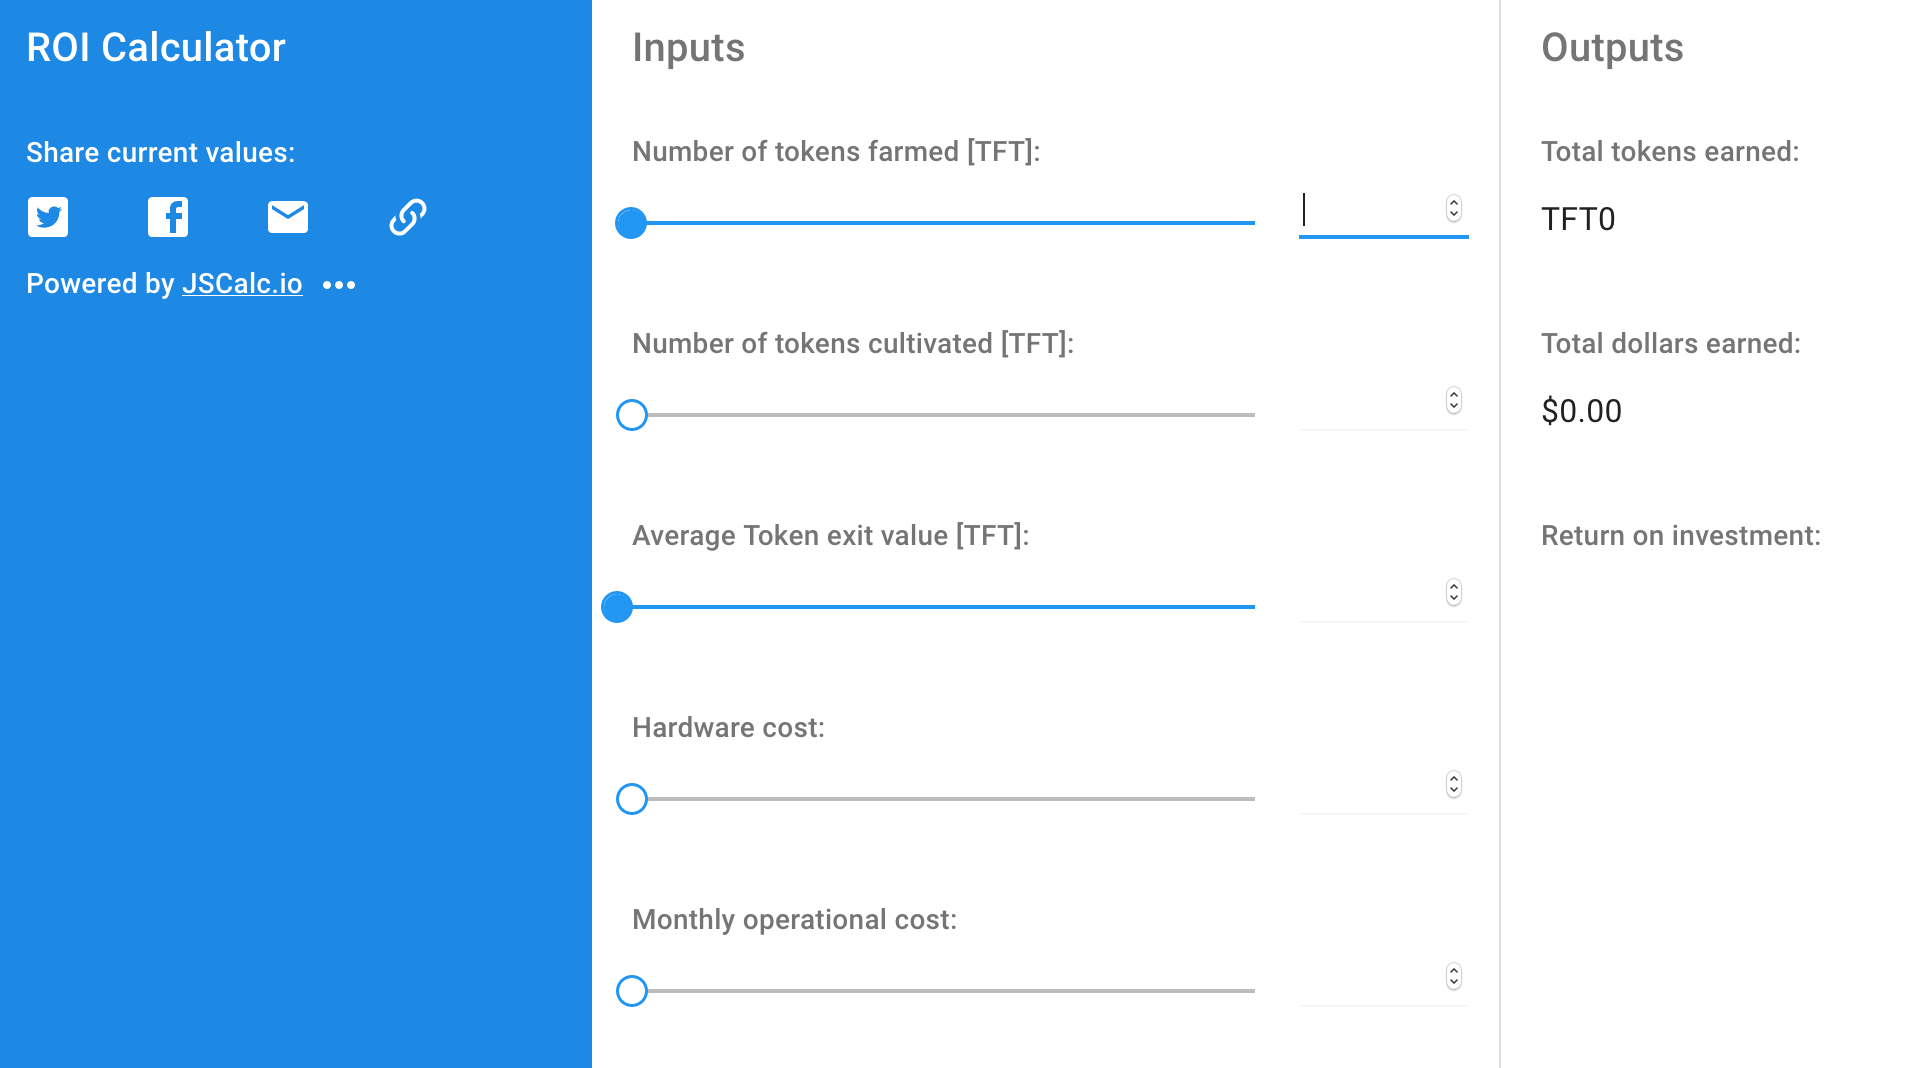 ROI Calculator
Share current values:
Powered by JSCalc.io
Inputs
Number of tokens farmed [TFT]:
Number of tokens cultivated [TFT]:
Average Token exit value [TFT]:
Hardware cost:
Monthly operational cost:
Outputs
Total tokens earned:
TFT0
Total dollars earned:
$0.00
Return on investment: